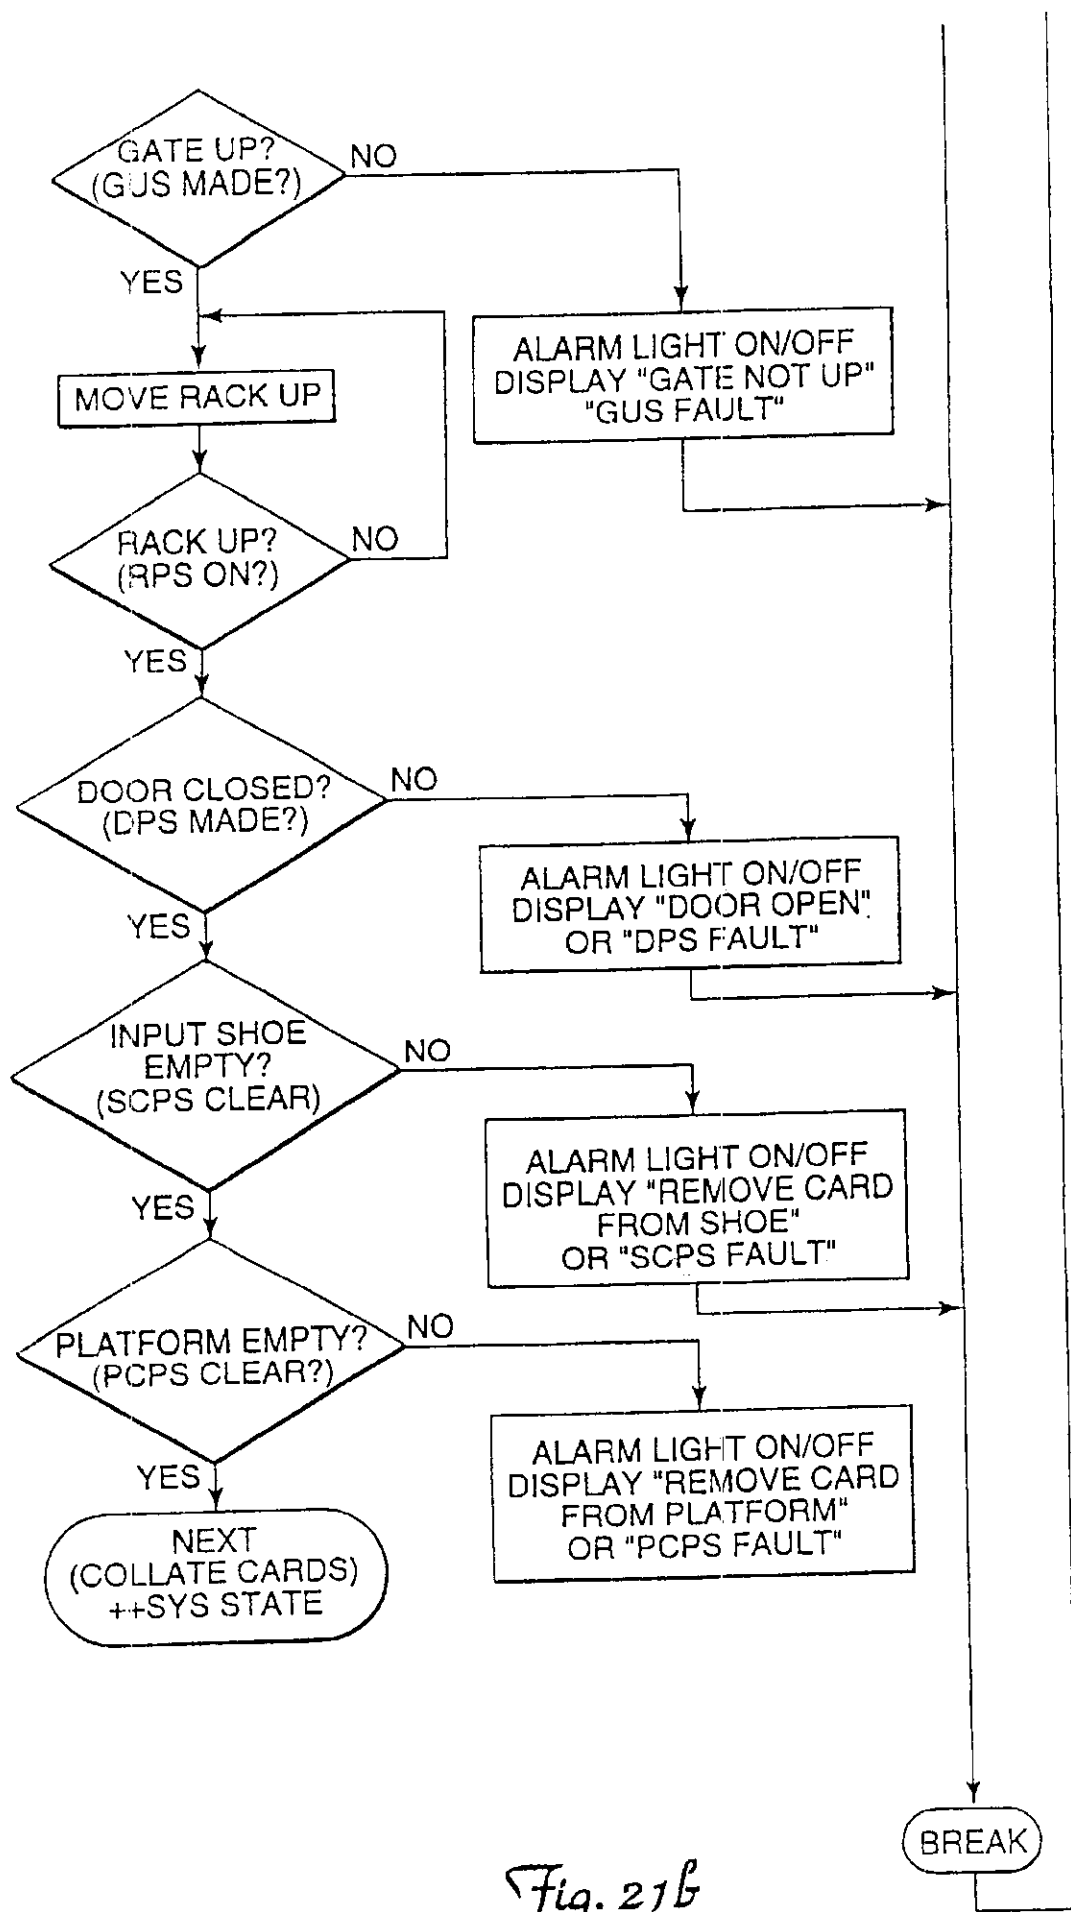 GATE UP?
(GUS MADE?)
NO
YES
ALARM LIGHT ON/OFF
DISPLAY "GATE NOT UP"
"GUS FAULT"
MOVE RACK UP
RACK UP?
(RPS ON?)
NO
YES
DOOR CLOSED?
(DPS MADE?)
NO
YES
ALARM LIGHT ON/OFF
DISPLAY "DOOR OPEN"
OR "DPS FAULT"
INPUT SHOE
EMPTY?
(SCPS CLEAR)
NO
YES
ALARM LIGHT ON/OFF
DISPLAY "REMOVE CARD
FROM SHOE"
OR "SCPS FAULT"
PLATFORM EMPTY?
(PCPS CLEAR?)
NO
YES
ALARM LIGHT ON/OFF
DISPLAY "REMOVE CARD
FROM PLATFORM"
OR "PCPS FAULT"
NEXT
(COLLATE CARDS)
++SYS STATE
BREAK
Fig. 21b